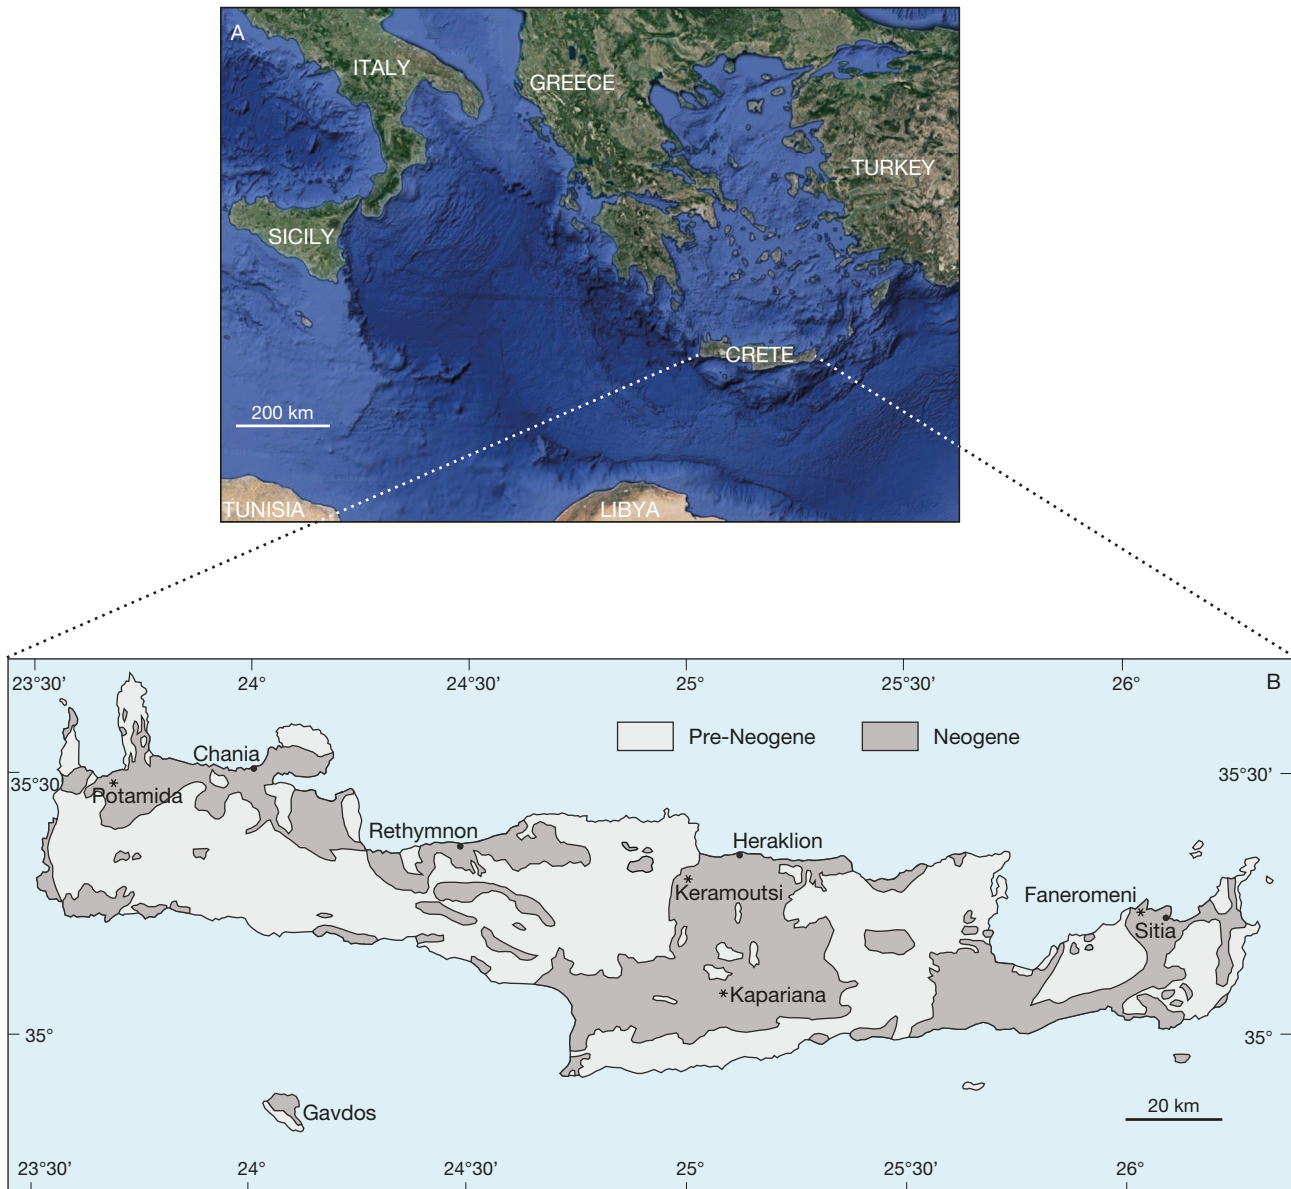 A
ITALY
GREECE
TURKEY
SICILY
CRETE
200 km
TUNISIA
LIBYA
23°30’
24°
24°30’
25°
25°30’
26°
B
Pre-Neogene
Neogene
Chania
35°30’
35°30
Potamida
Rethymnon
Heraklion
Keramoutsi
Faneromeni
Sitia
Kapariana
35°
35°
20 km
Gavdos
23°30’
24°
24°30’
25°
25°30’
26°